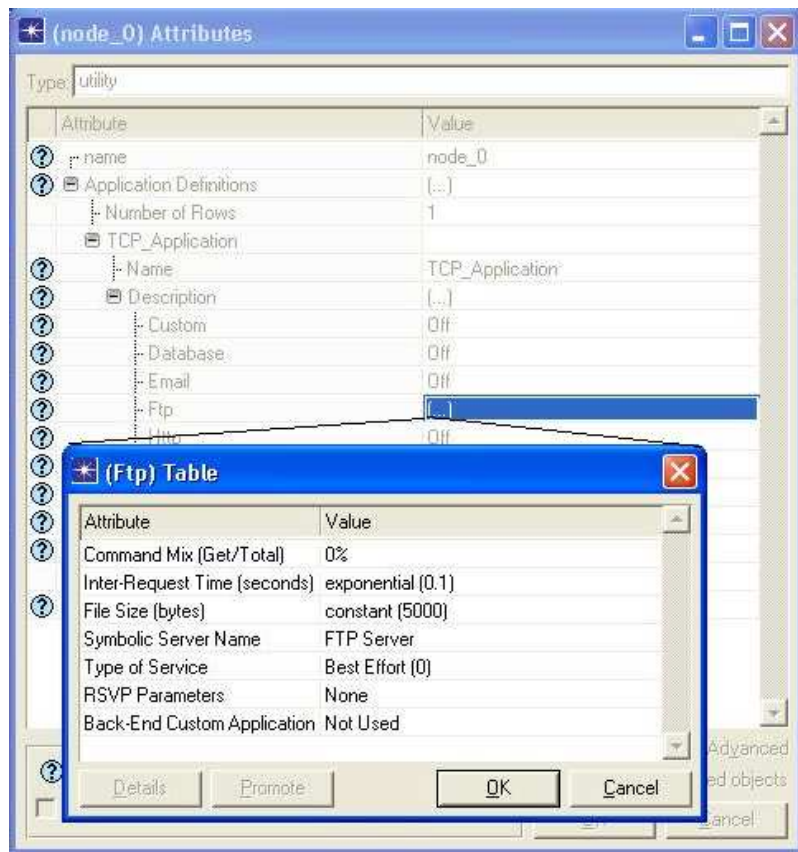 (node_0) Attributes
Type: utility
Attribute Value
name node_0
Application Definitions (...)
Number of Rows 1
TCP_Application
Name TCP_Application
Description (...)
Custom Off
Database Off
Email Off
Ftp (...)
Http Off
(Ftp) Table
Attribute Value
Command Mix (Get/Total) 0%
Inter-Request Time (seconds) exponential (0.1)
File Size (bytes) constant (5000)
Symbolic Server Name FTP Server
Type of Service Best Effort (0)
RSVP Parameters None
Back-End Custom Application Not Used
Advanced
Details Promote OK Cancel
ed objects
Cancel